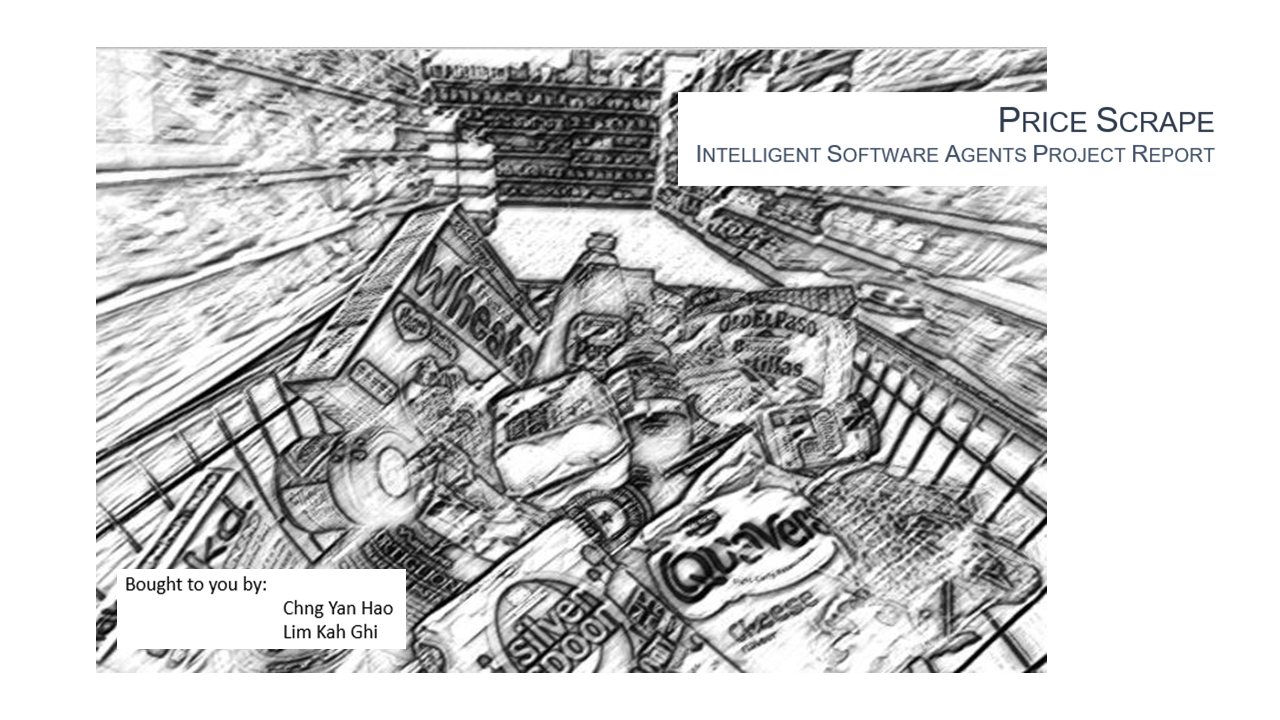 PRICE SCRAPE
INTELLIGENT SOFTWARE AGENTS PROJECT REPORT
Wheats
OLD EL PASO
Quavers
Cheese
Silver
Spoon
Bought to you by:
Chng Yan Hao
Lim Kah Ghi